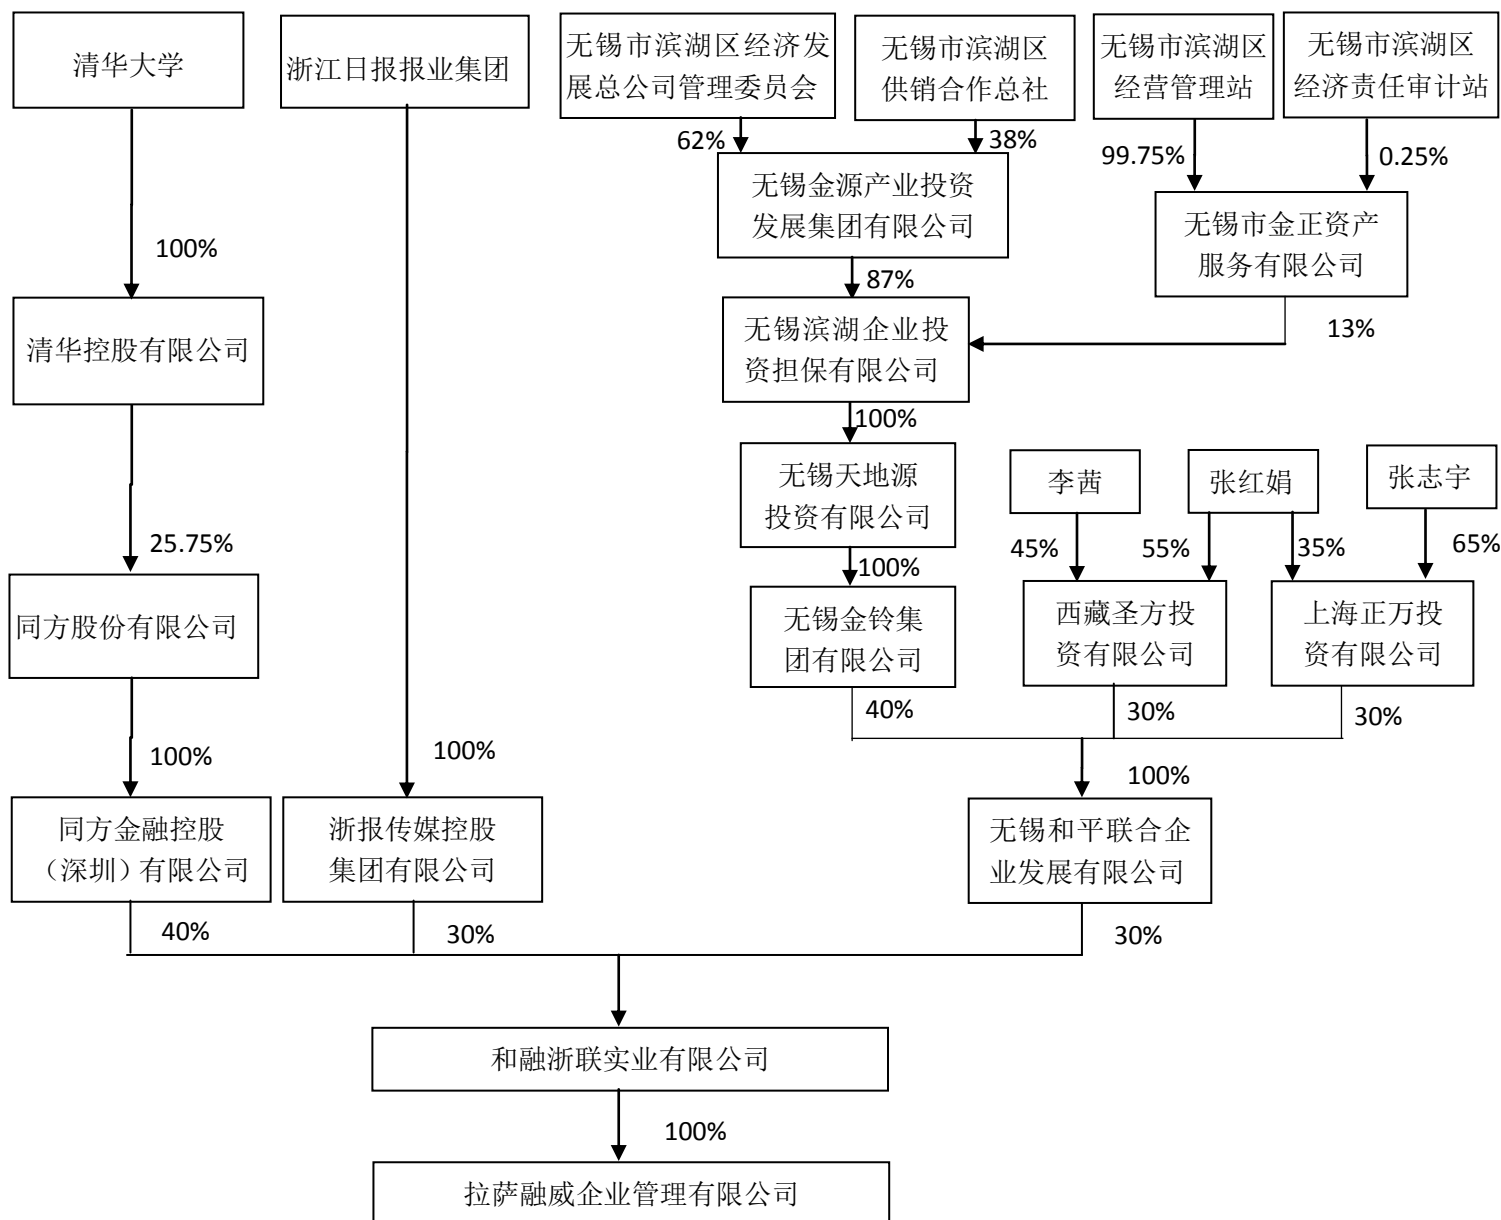 清华大学
浙江日报报业集团
无锡市滨湖区经济发
展总公司管理委员会
无锡市滨湖区
供销合作总社
无锡市滨湖区
经营管理站
无锡市滨湖区
经济责任审计站
62%
38%
99.75%
0.25%
无锡金源产业投资
发展集团有限公司
无锡市金正资产
服务有限公司
100%
87%
13%
清华控股有限公司
无锡滨湖企业投
资担保有限公司
100%
无锡天地源
投资有限公司
李茜
张红娟
张志宇
25.75%
100%
45%
55%
35%
65%
同方股份有限公司
无锡金铃集
团有限公司
西藏圣方投
资有限公司
上海正万投
资有限公司
40%
30%
30%
100%
100%
100%
同方金融控股
（深圳）有限公司
浙报传媒控股
集团有限公司
无锡和平联合企
业发展有限公司
40%
30%
30%
和融浙联实业有限公司
100%
拉萨融威企业管理有限公司